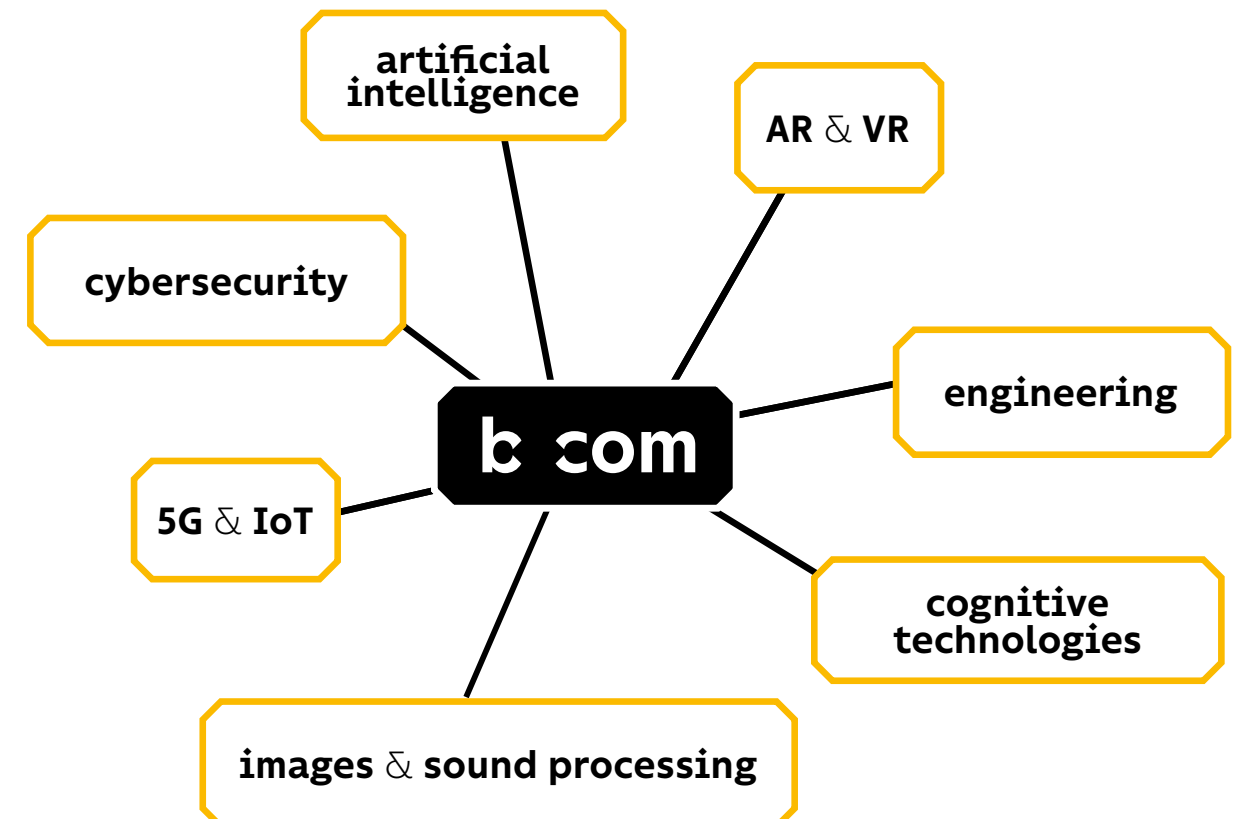 artificial
intelligence
AR & VR
cybersecurity
engineering
b com
5G & IoT
cognitive
technologies
images & sound processing